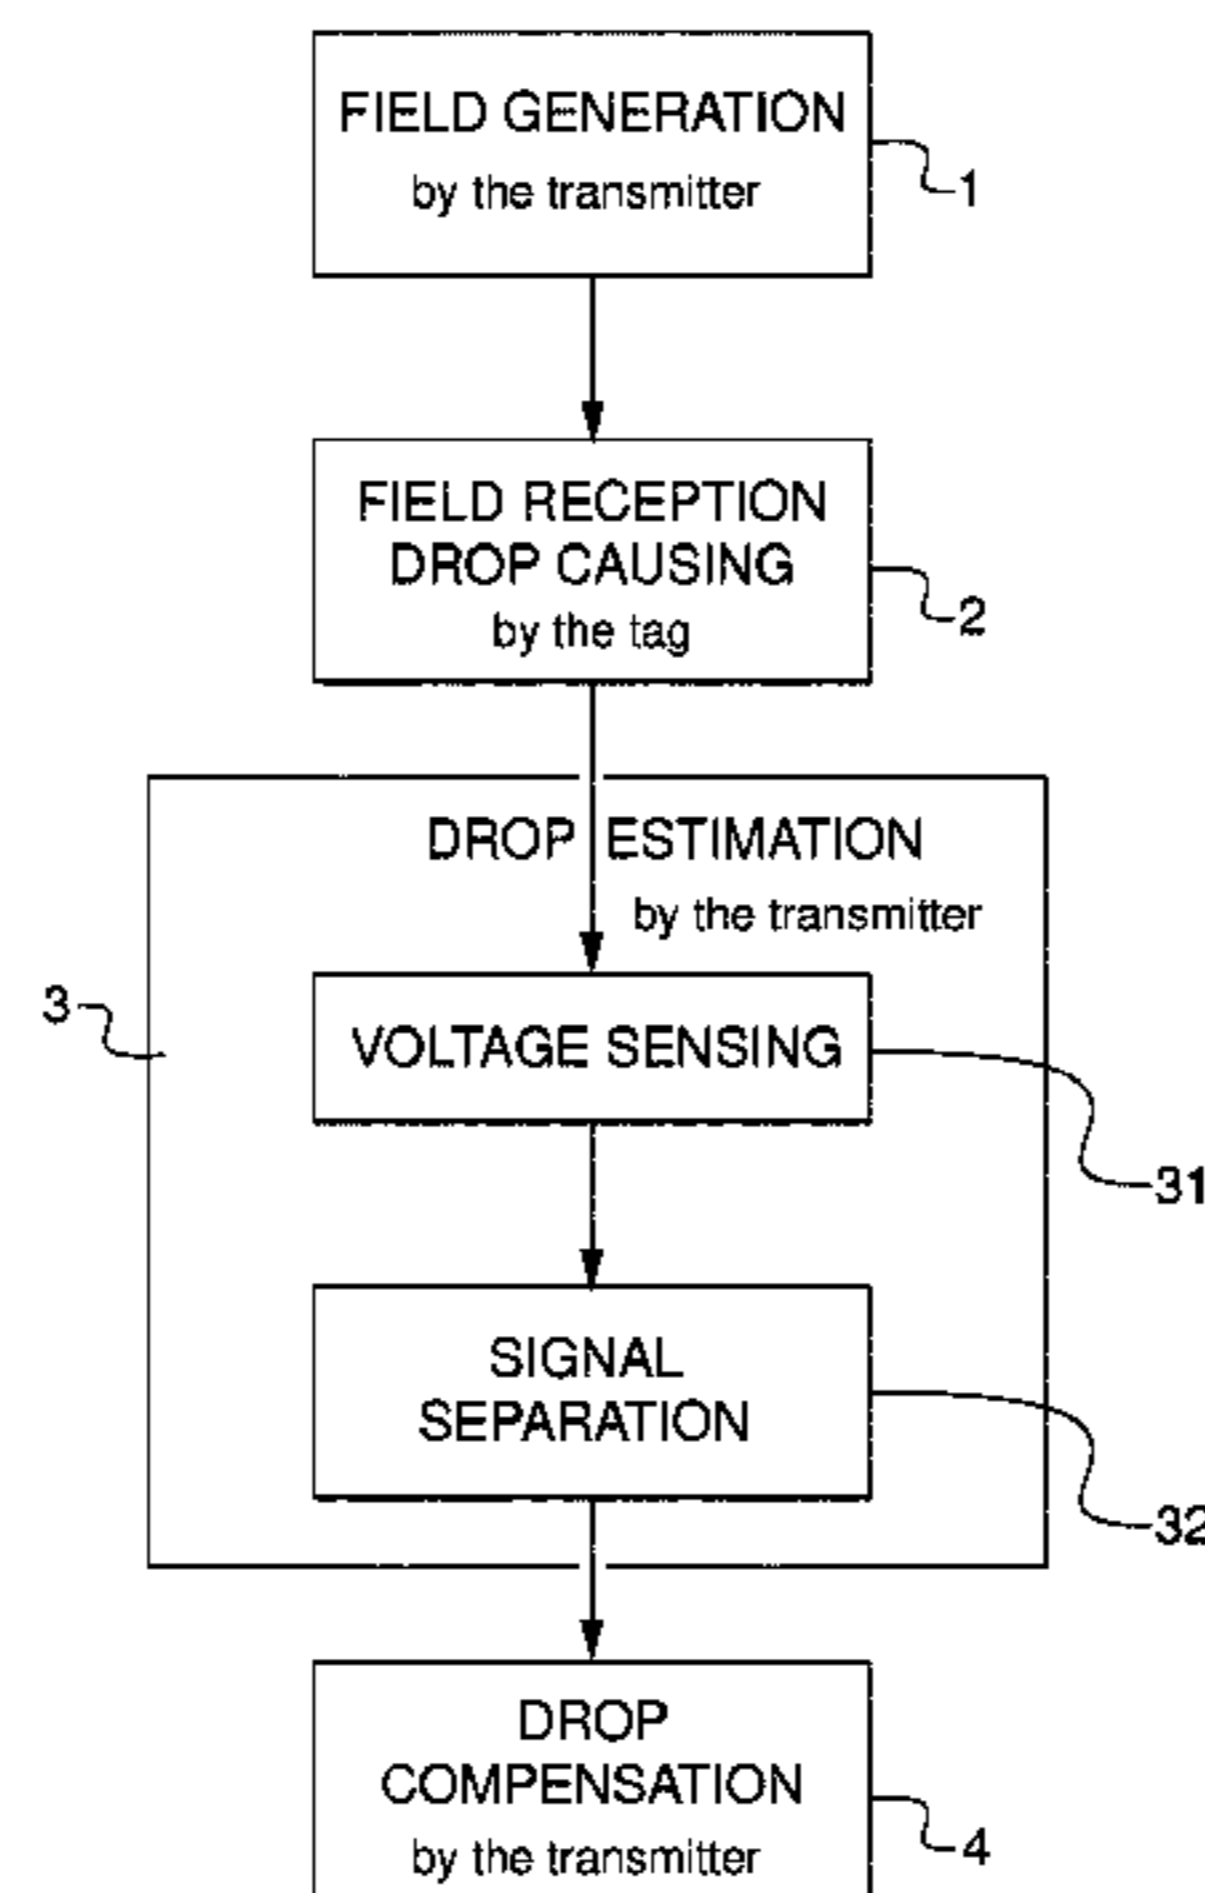 FIELD GENERATION
by the transmitter
1
FIELD RECEPTION
DROP CAUSING
by the tag
2
DROP ESTIMATION
by the transmitter
3
VOLTAGE SENSING
31
SIGNAL
SEPARATION
32
DROP
COMPENSATION
by the transmitter
4